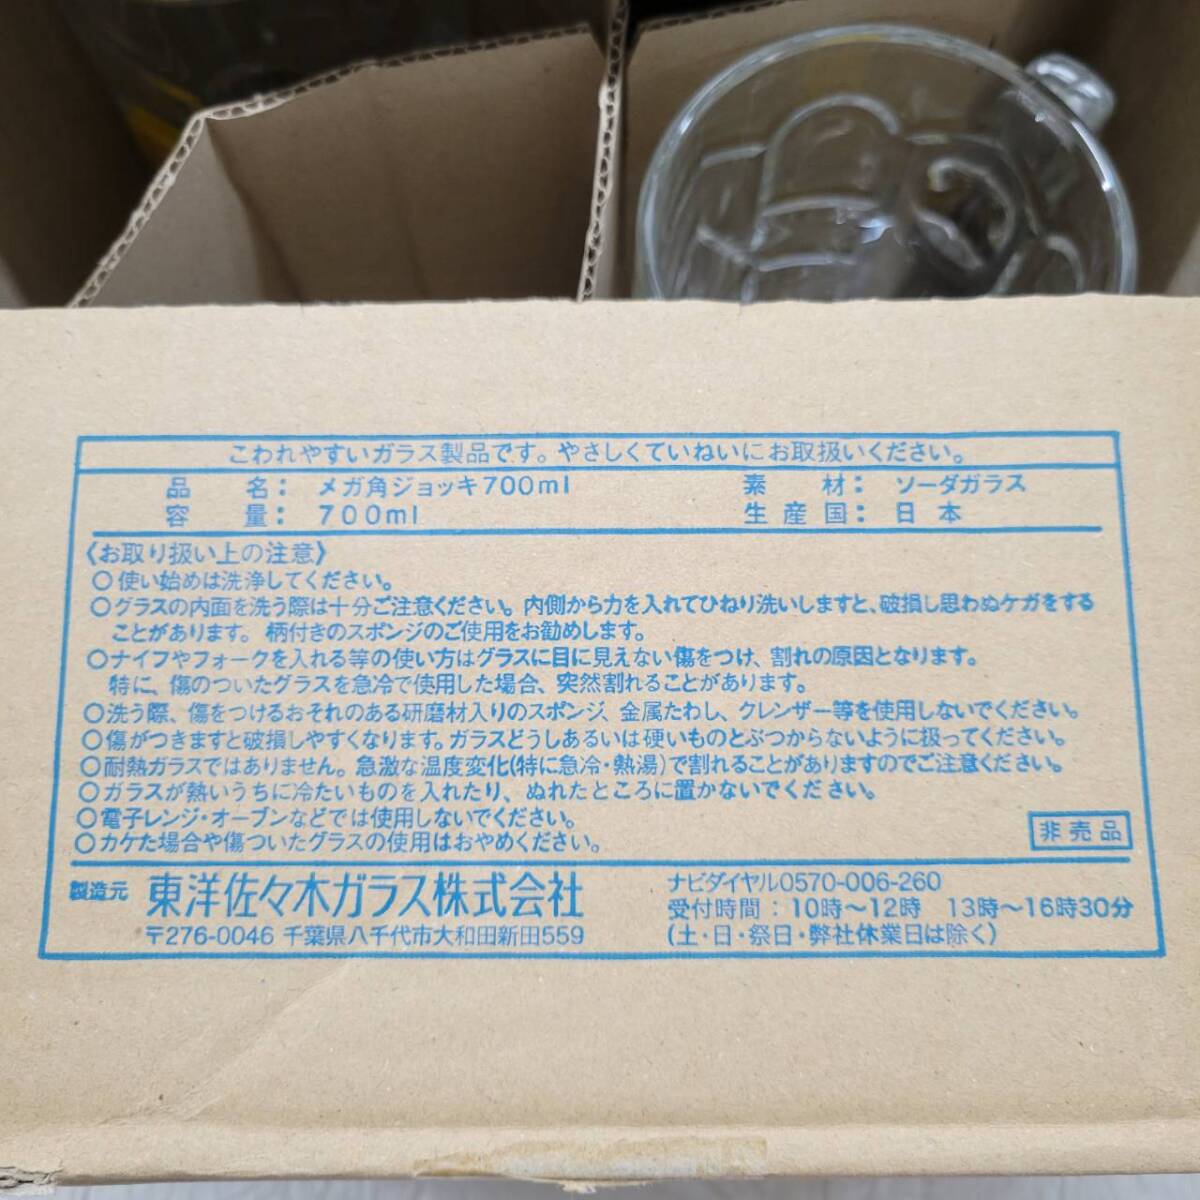 こわれやすいガラス製品です。やさしくていねいにお取扱いください。
品　名：メガ角ジョッキ700ml　素　材：ソーダガラス
容　量：700ml　生産国：日本
〈お取り扱い上の注意〉
○使い始めは洗浄してください。
○グラスの内面を洗う際は十分ご注意ください。内側から力を入れてひねり洗いしますと、破損し思わぬケガをする
ことがあります。柄付きのスポンジのご使用をお勧めします。
○ナイフやフォークを入れる等の使い方はグラスに目に見えない傷をつけ、割れの原因となります。
特に、傷のついたグラスを急冷で使用した場合、突然割れることがあります。
○洗う際、傷をつけるおそれのある研磨材入りのスポンジ、金属たわし、クレンザー等を使用しないでください。
○傷がつきますと破損しやすくなります。ガラスどうしあるいは硬いものとぶつからないように扱ってください。
○耐熱ガラスではありません。急激な温度変化(特に急冷・熱湯)で割れることがありますのでご注意ください。
○ガラスが熱いうちに冷たいものを入れたり、ぬれたところに置かないでください。
○電子レンジ・オーブンなどでは使用しないでください。
○カケた場合や傷ついたグラスの使用はおやめください。
非売品
製造元 東洋佐々木ガラス株式会社
〒276-0046 千葉県八千代市大和田新田559
ナビダイヤル0570-006-260
受付時間：10時～12時　13時～16時30分
(土・日・祭日・弊社休業日は除く)